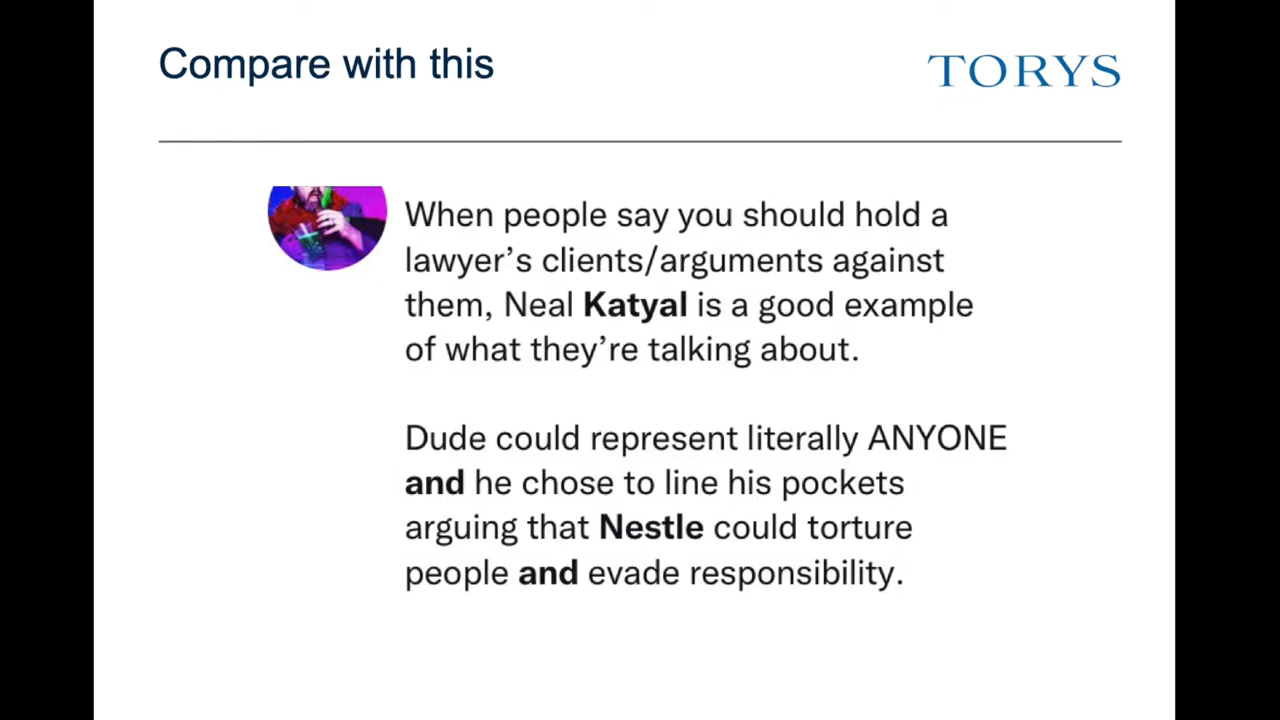 Compare with this
TORYS
When people say you should hold a
lawyer’s clients/arguments against
them, Neal Katyal is a good example
of what they’re talking about.
Dude could represent literally ANYONE
and he chose to line his pockets
arguing that Nestle could torture
people and evade responsibility.